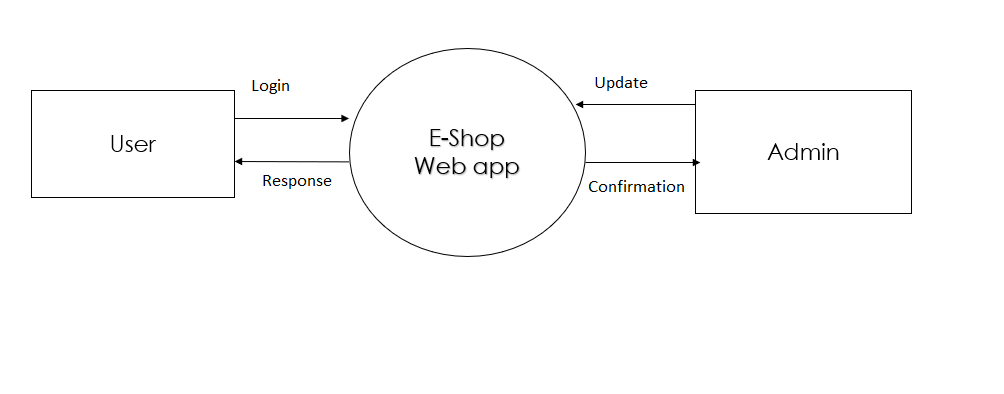 Login
Update
User
E-Shop
Web app
Admin
Response
Confirmation